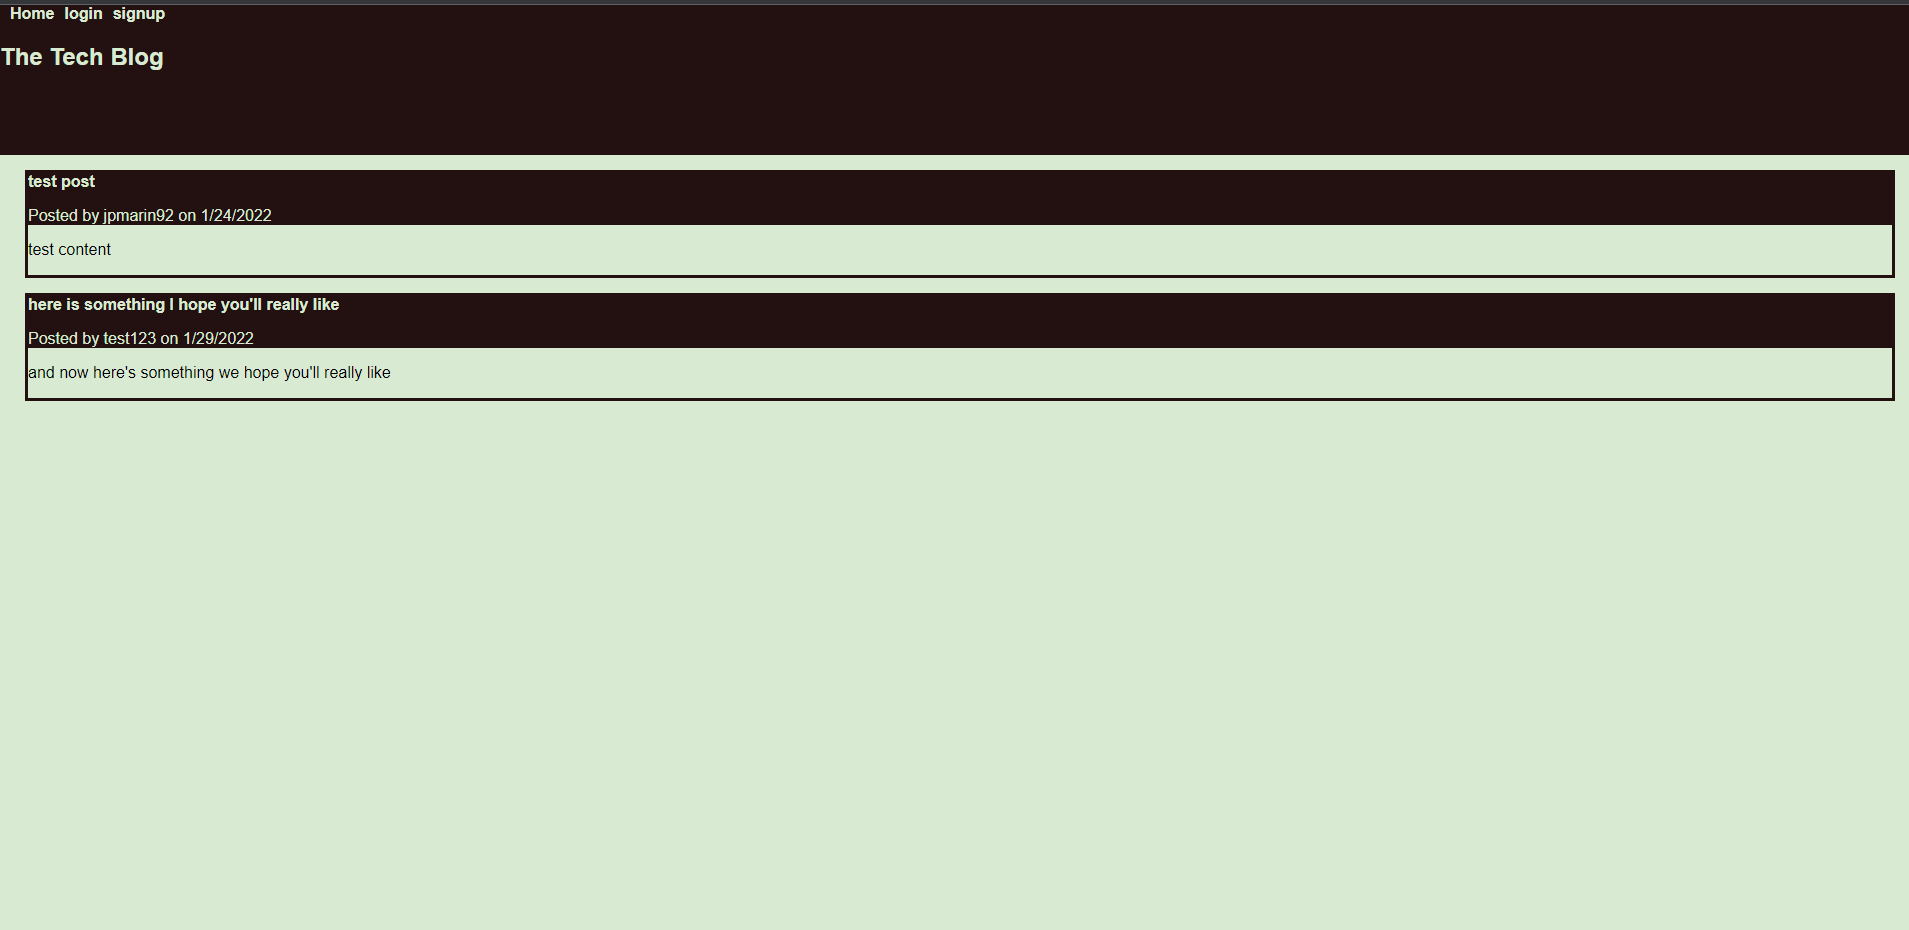 Home login signup
The Tech Blog
test post
Posted by jpmarin92 on 1/24/2022
test content
here is something I hope you'll really like
Posted by test123 on 1/29/2022
and now here's something we hope you'll really like